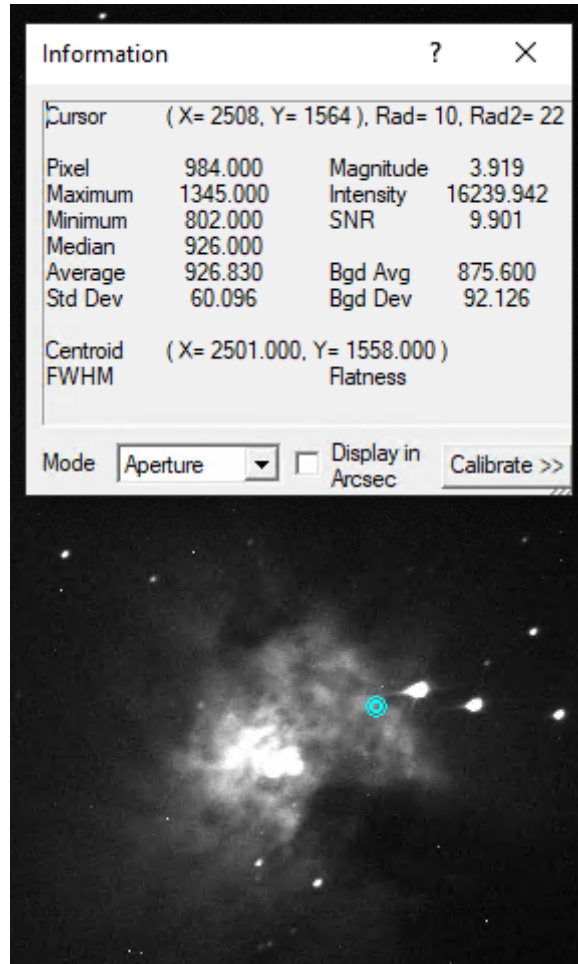 Information ? X
Cursor ( X= 2508, Y= 1564 ), Rad= 10, Rad2= 22
Pixel 984.000 Magnitude 3.919
Maximum 1345.000 Intensity 16239.942
Minimum 802.000 SNR 9.901
Median 926.000
Average 926.830 Bgd Avg 875.600
Std Dev 60.096 Bgd Dev 92.126
Centroid ( X= 2501.000, Y= 1558.000 )
FWHM Flatness
Mode Aperture Display in Arcsec Calibrate >>